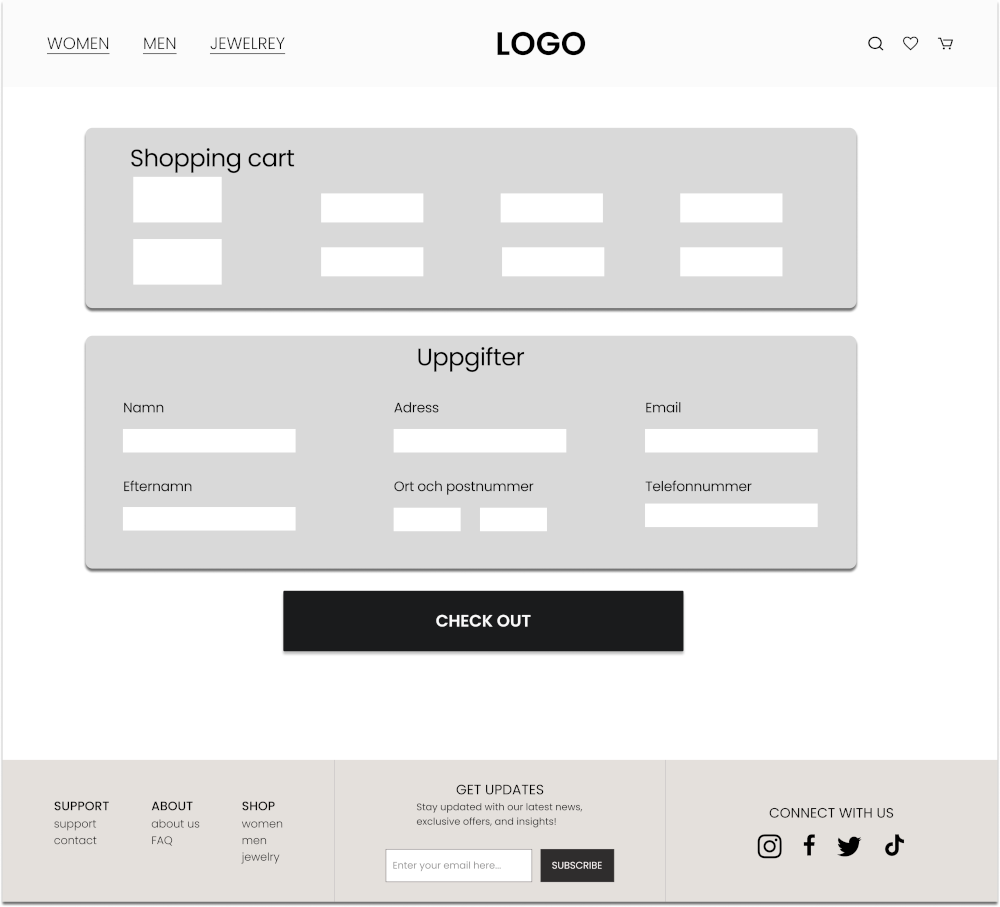 WOMEN MEN JEWELREY LOGO
Shopping cart
Uppgifter
Namn Adress Email
Efternamn Ort och postnummer Telefonnummer
CHECK OUT
SUPPORT ABOUT SHOP
support about us women
contact FAQ men
jewelry
GET UPDATES
Stay updated with our latest news,
exclusive offers, and insights!
Enter your email here... SUBSCRIBE
CONNECT WITH US